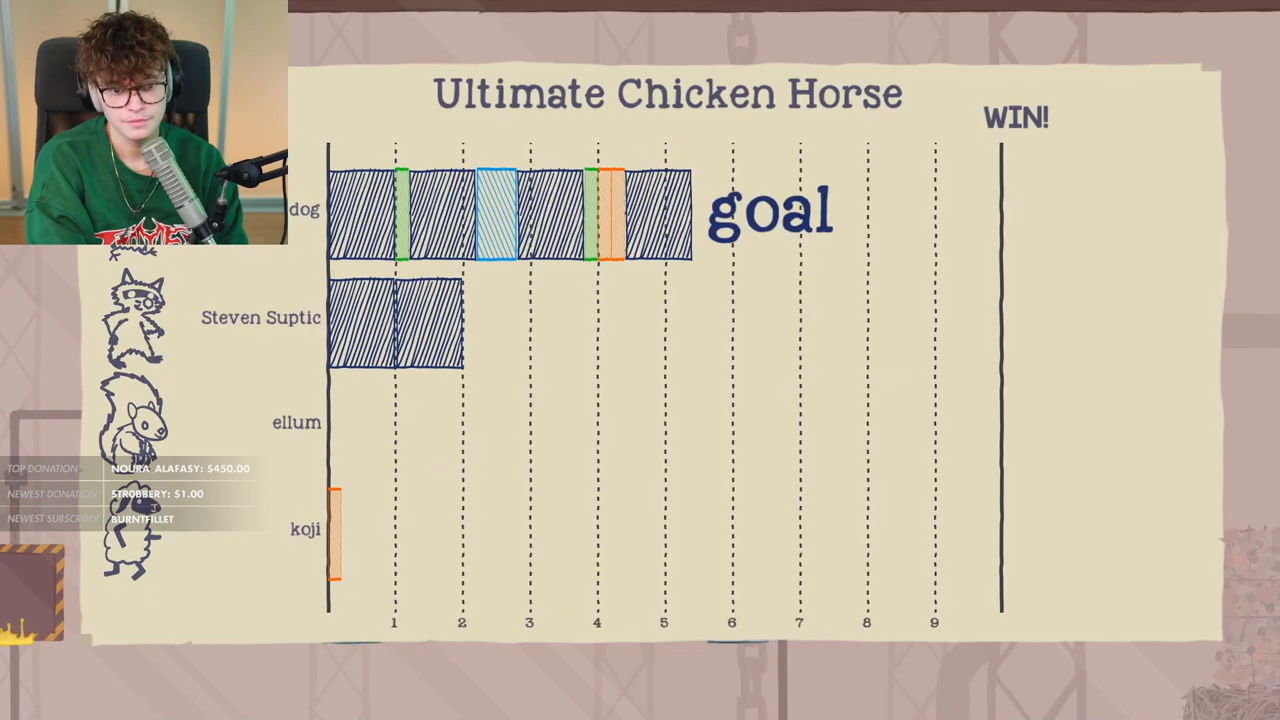 Ultimate Chicken Horse
WIN!
dog
goal
Steven Suptic
ellum
TOP DONATION
NOURA ALAFASY: $450.00
NEWEST DONATION
STR0BBERY: $1.00
NEWEST SUBSCRIBER
BURNTFILLET
koji
1 2 3 4 5 6 7 8 9